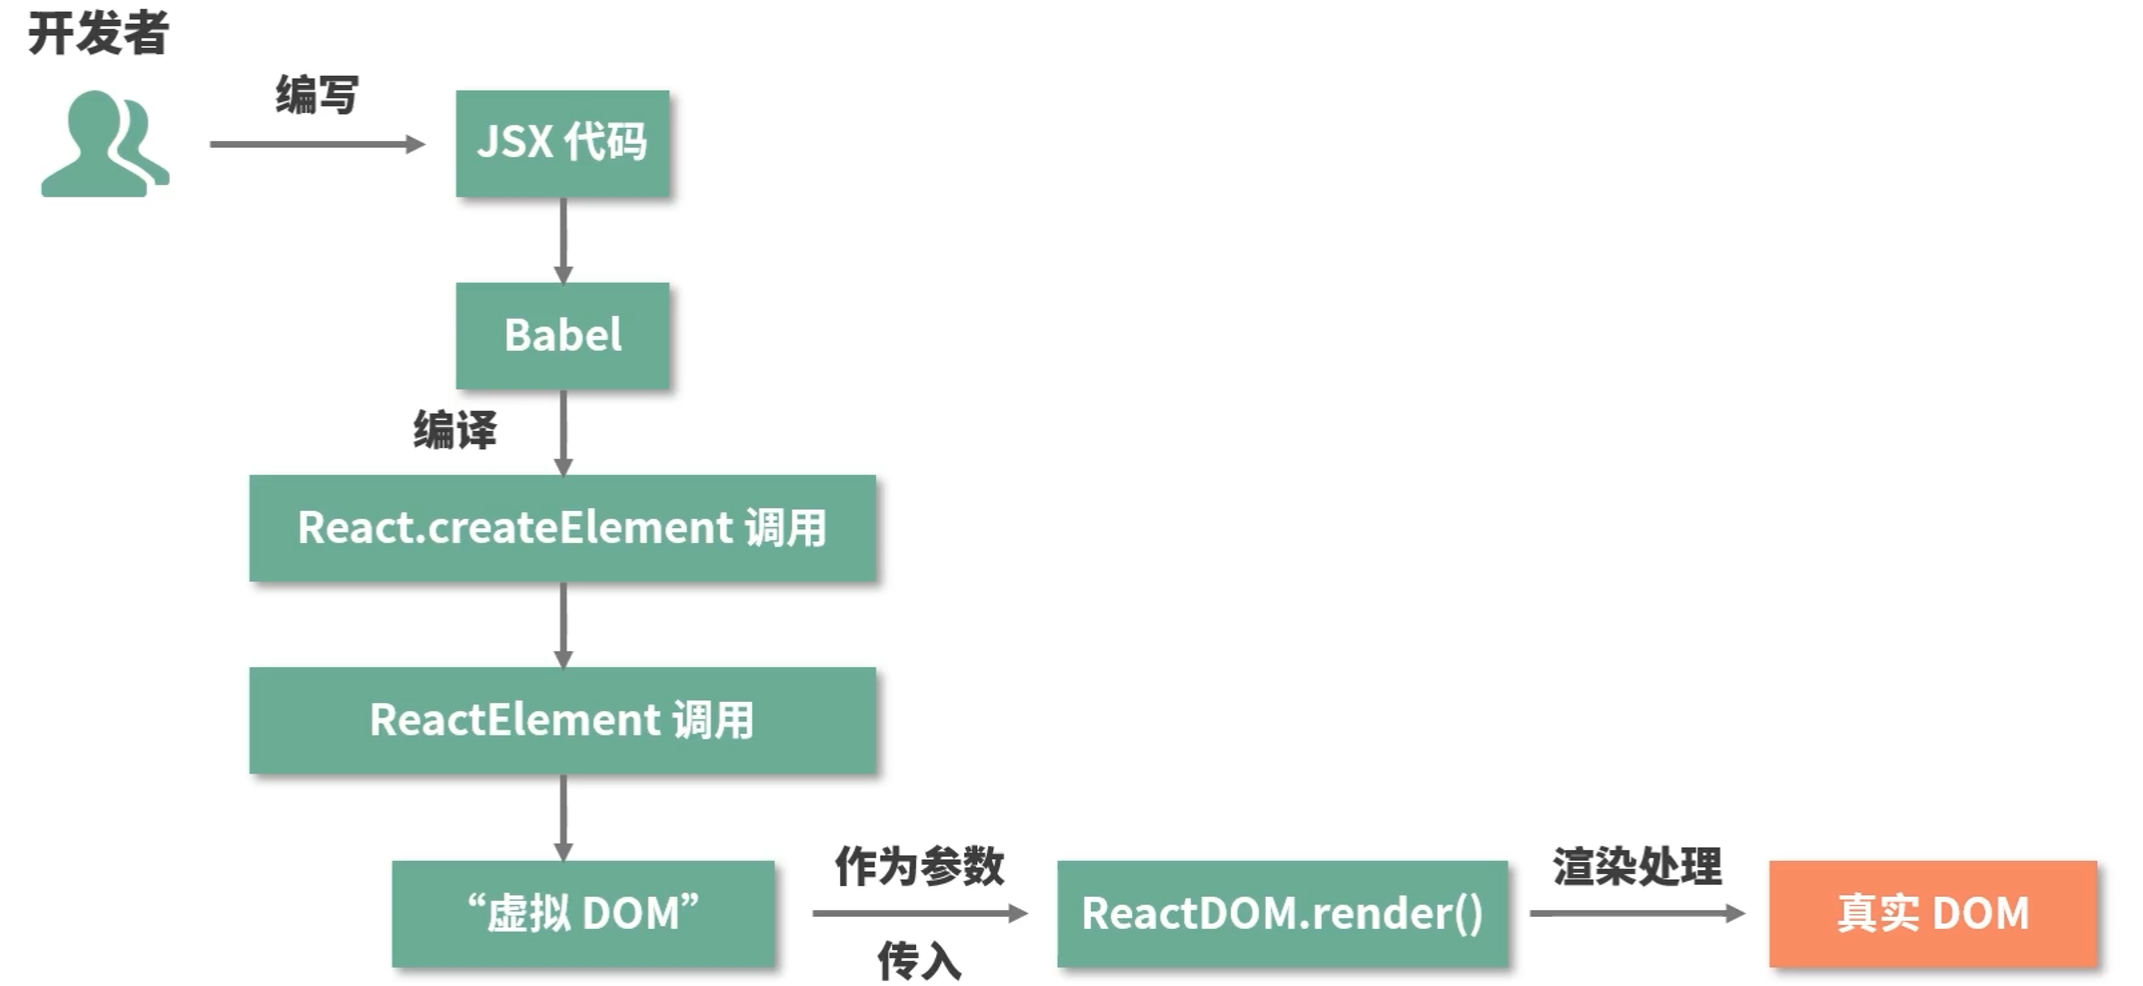 开发者
编写
JSX 代码
Babel
编译
React.createElement 调用
ReactElement 调用
“虚拟 DOM”
作为参数
传入
ReactDOM.render()
渲染处理
真实 DOM